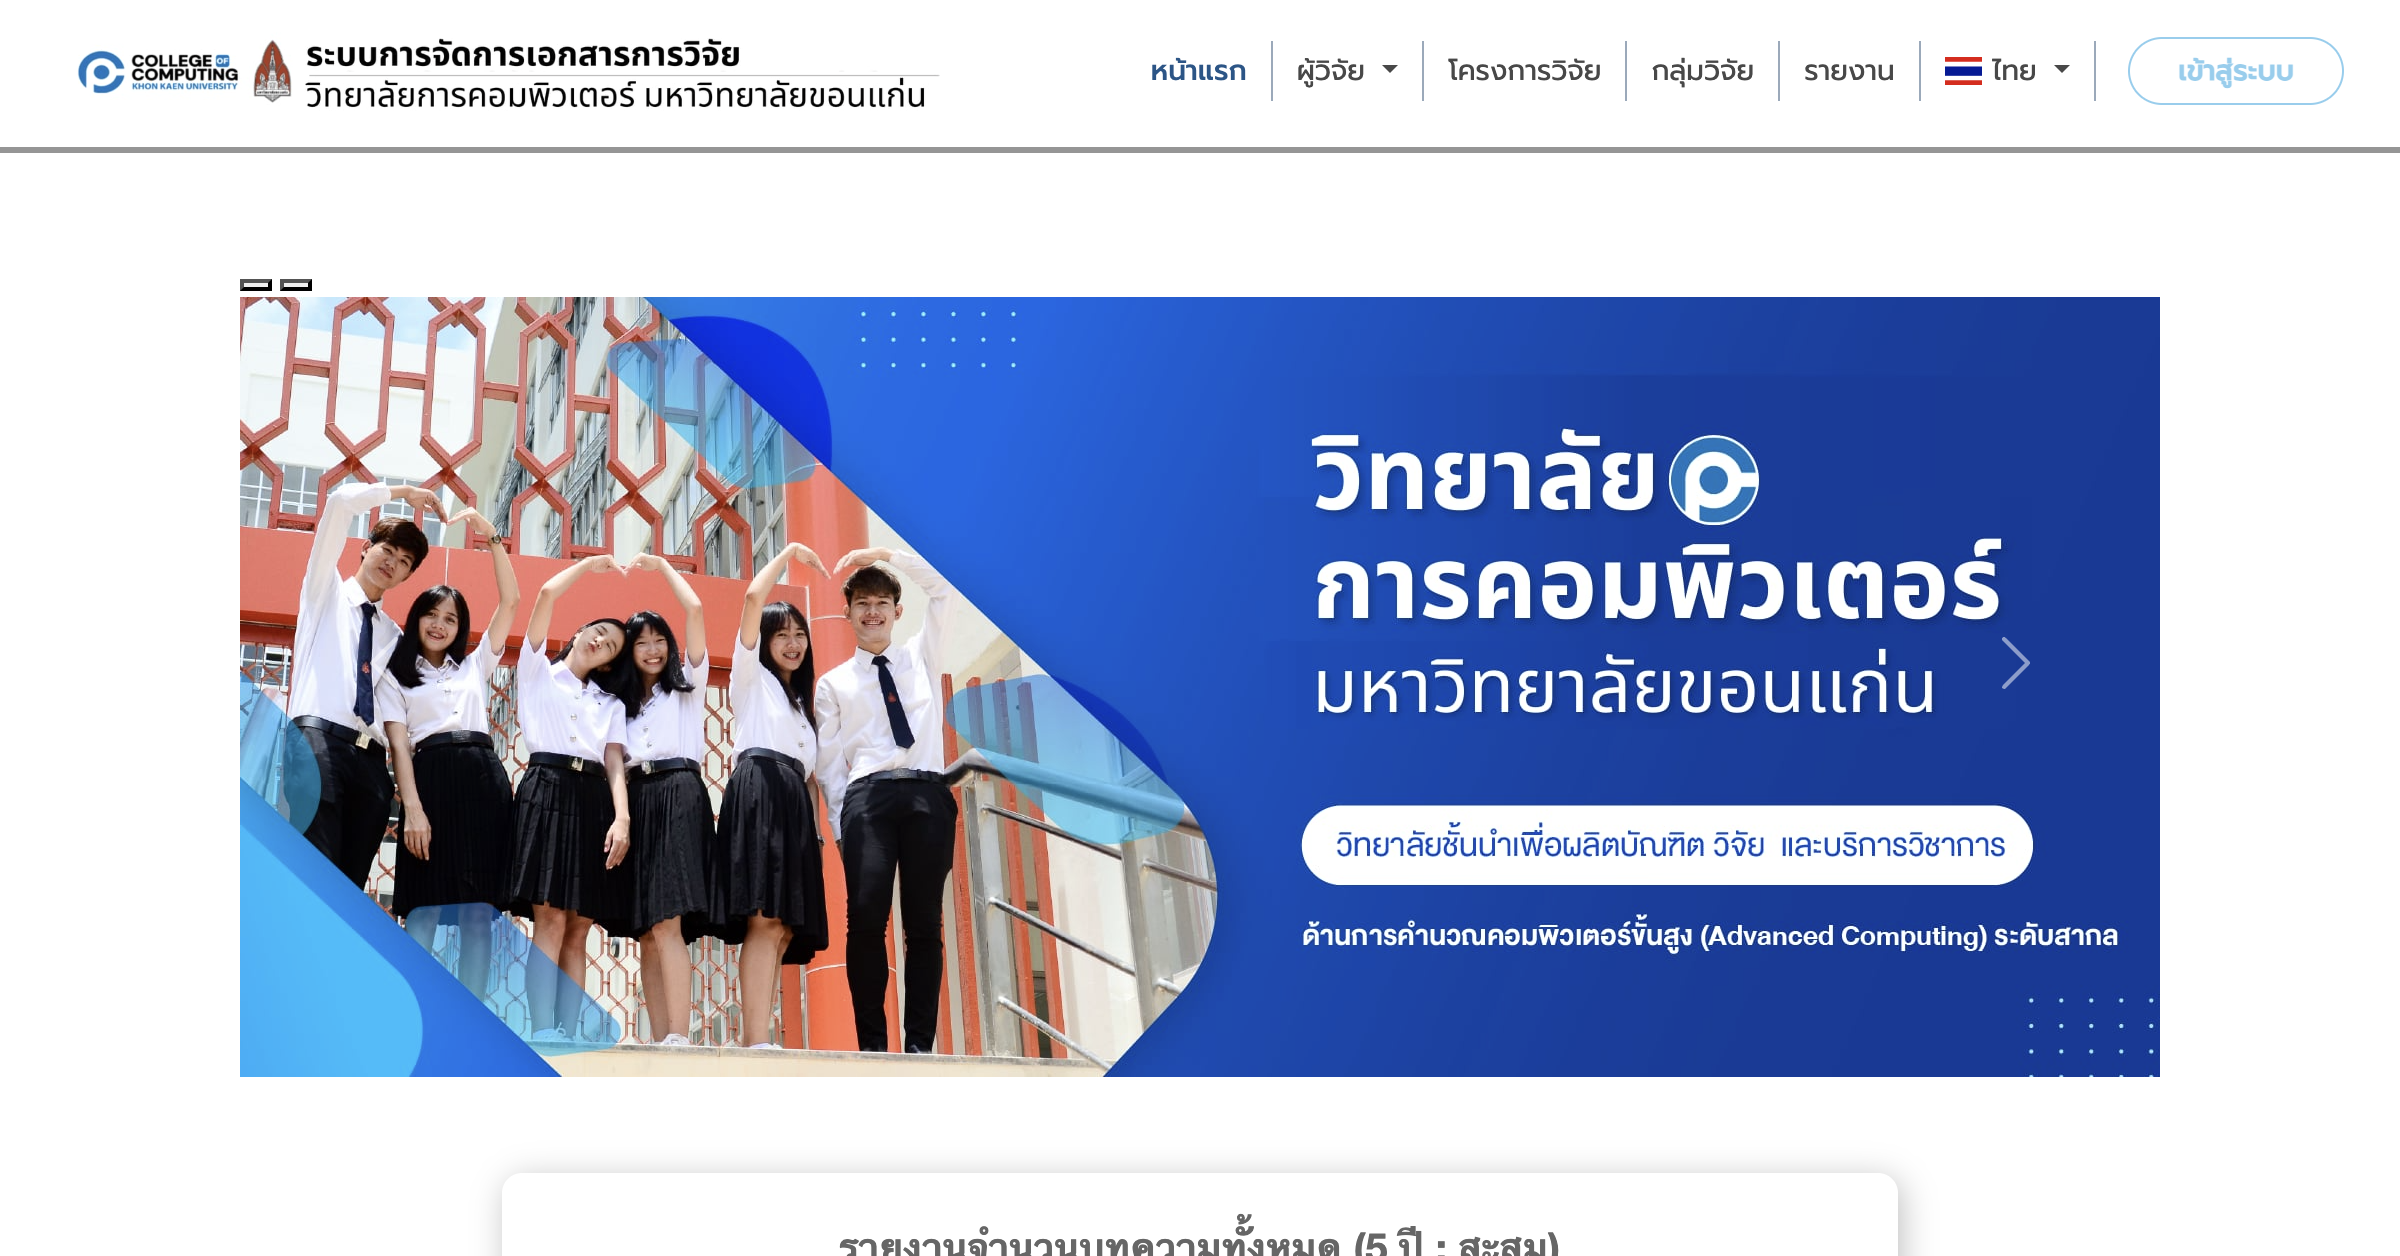 COLLEGE OF
COMPUTING
KHON KAEN UNIVERSITY
ระบบการจัดการเอกสารการวิจัย
วิทยาลัยการคอมพิวเตอร์ มหาวิทยาลัยขอนแก่น
หน้าแรก
ผู้วิจัย
โครงการวิจัย
กลุ่มวิจัย
รายงาน
ไทย
เข้าสู่ระบบ
วิทยาลัย
การคอมพิวเตอร์
มหาวิทยาลัยขอนแก่น
วิทยาลัยชั้นนำเพื่อผลิตบัณฑิต วิจัย และบริการวิชาการ
ด้านการคำนวณคอมพิวเตอร์ขั้นสูง (Advanced Computing) ระดับสากล
รายงานจำนวนบทความทั้งหมด (5 ปี : สะสม)